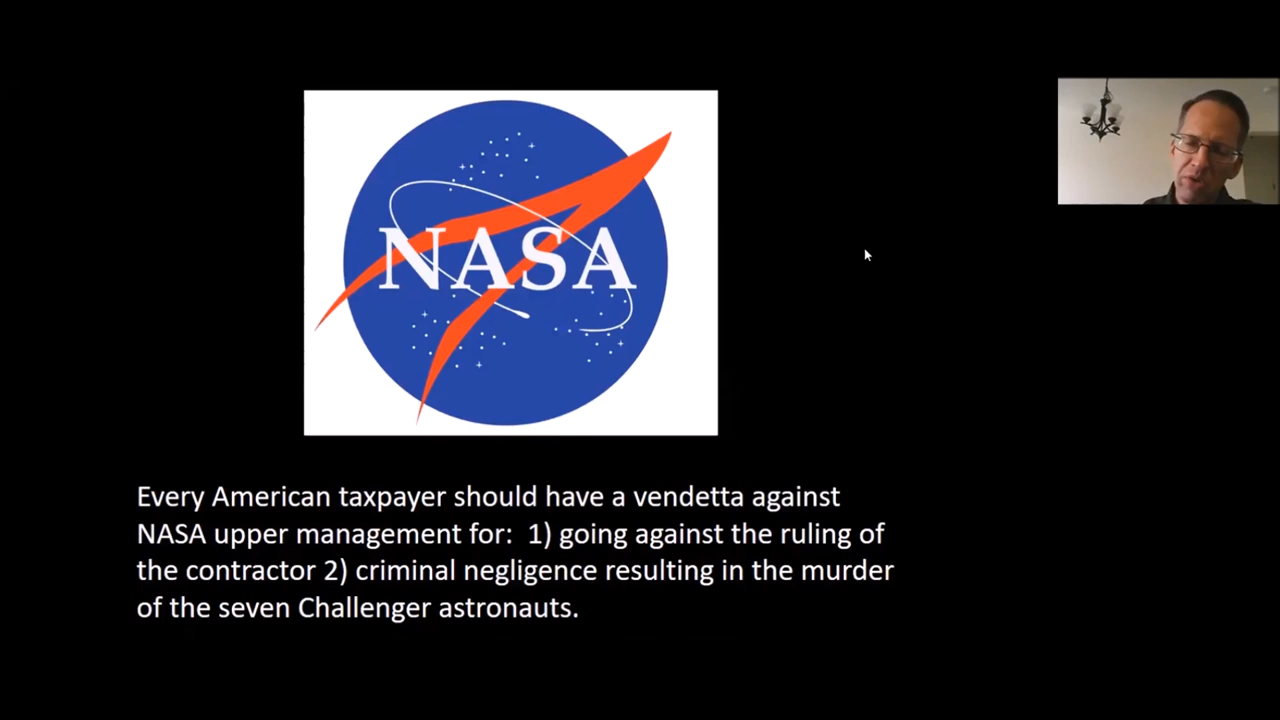 NASA
Every American taxpayer should have a vendetta against
NASA upper management for:  1) going against the ruling of
the contractor 2) criminal negligence resulting in the murder
of the seven Challenger astronauts.